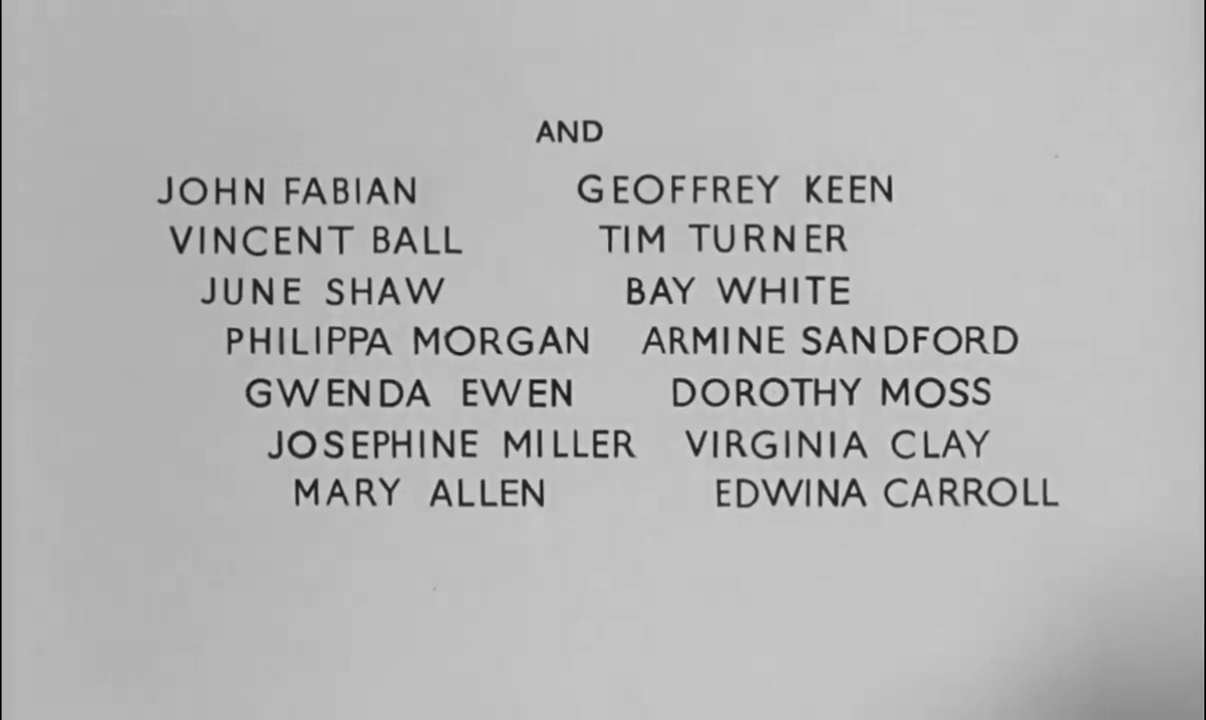 AND
JOHN FABIAN GEOFFREY KEEN
VINCENT BALL TIM TURNER
JUNE SHAW BAY WHITE
PHILIPPA MORGAN ARMINE SANDFORD
GWENDA EWEN DOROTHY MOSS
JOSEPHINE MILLER VIRGINIA CLAY
MARY ALLEN EDWINA CARROLL